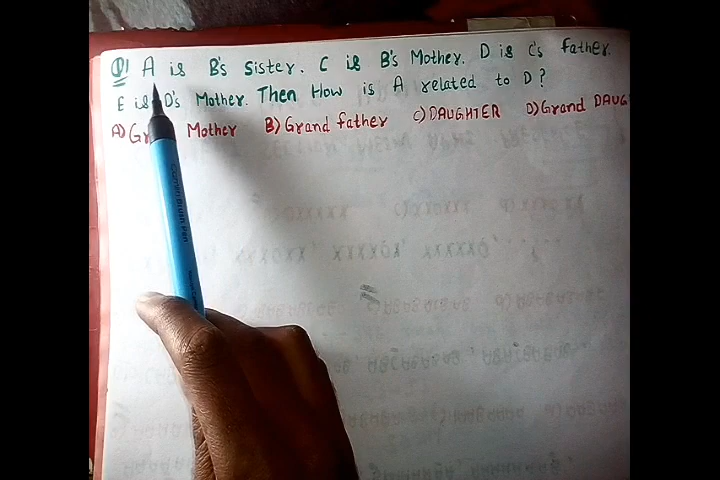 Q1 A is B's Sister. C is B's Mother. D is C's father.
E is D's Mother. Then How is A related to D?
A) Mother B) Grand father C) DAUGHTER D) Grand DAUG